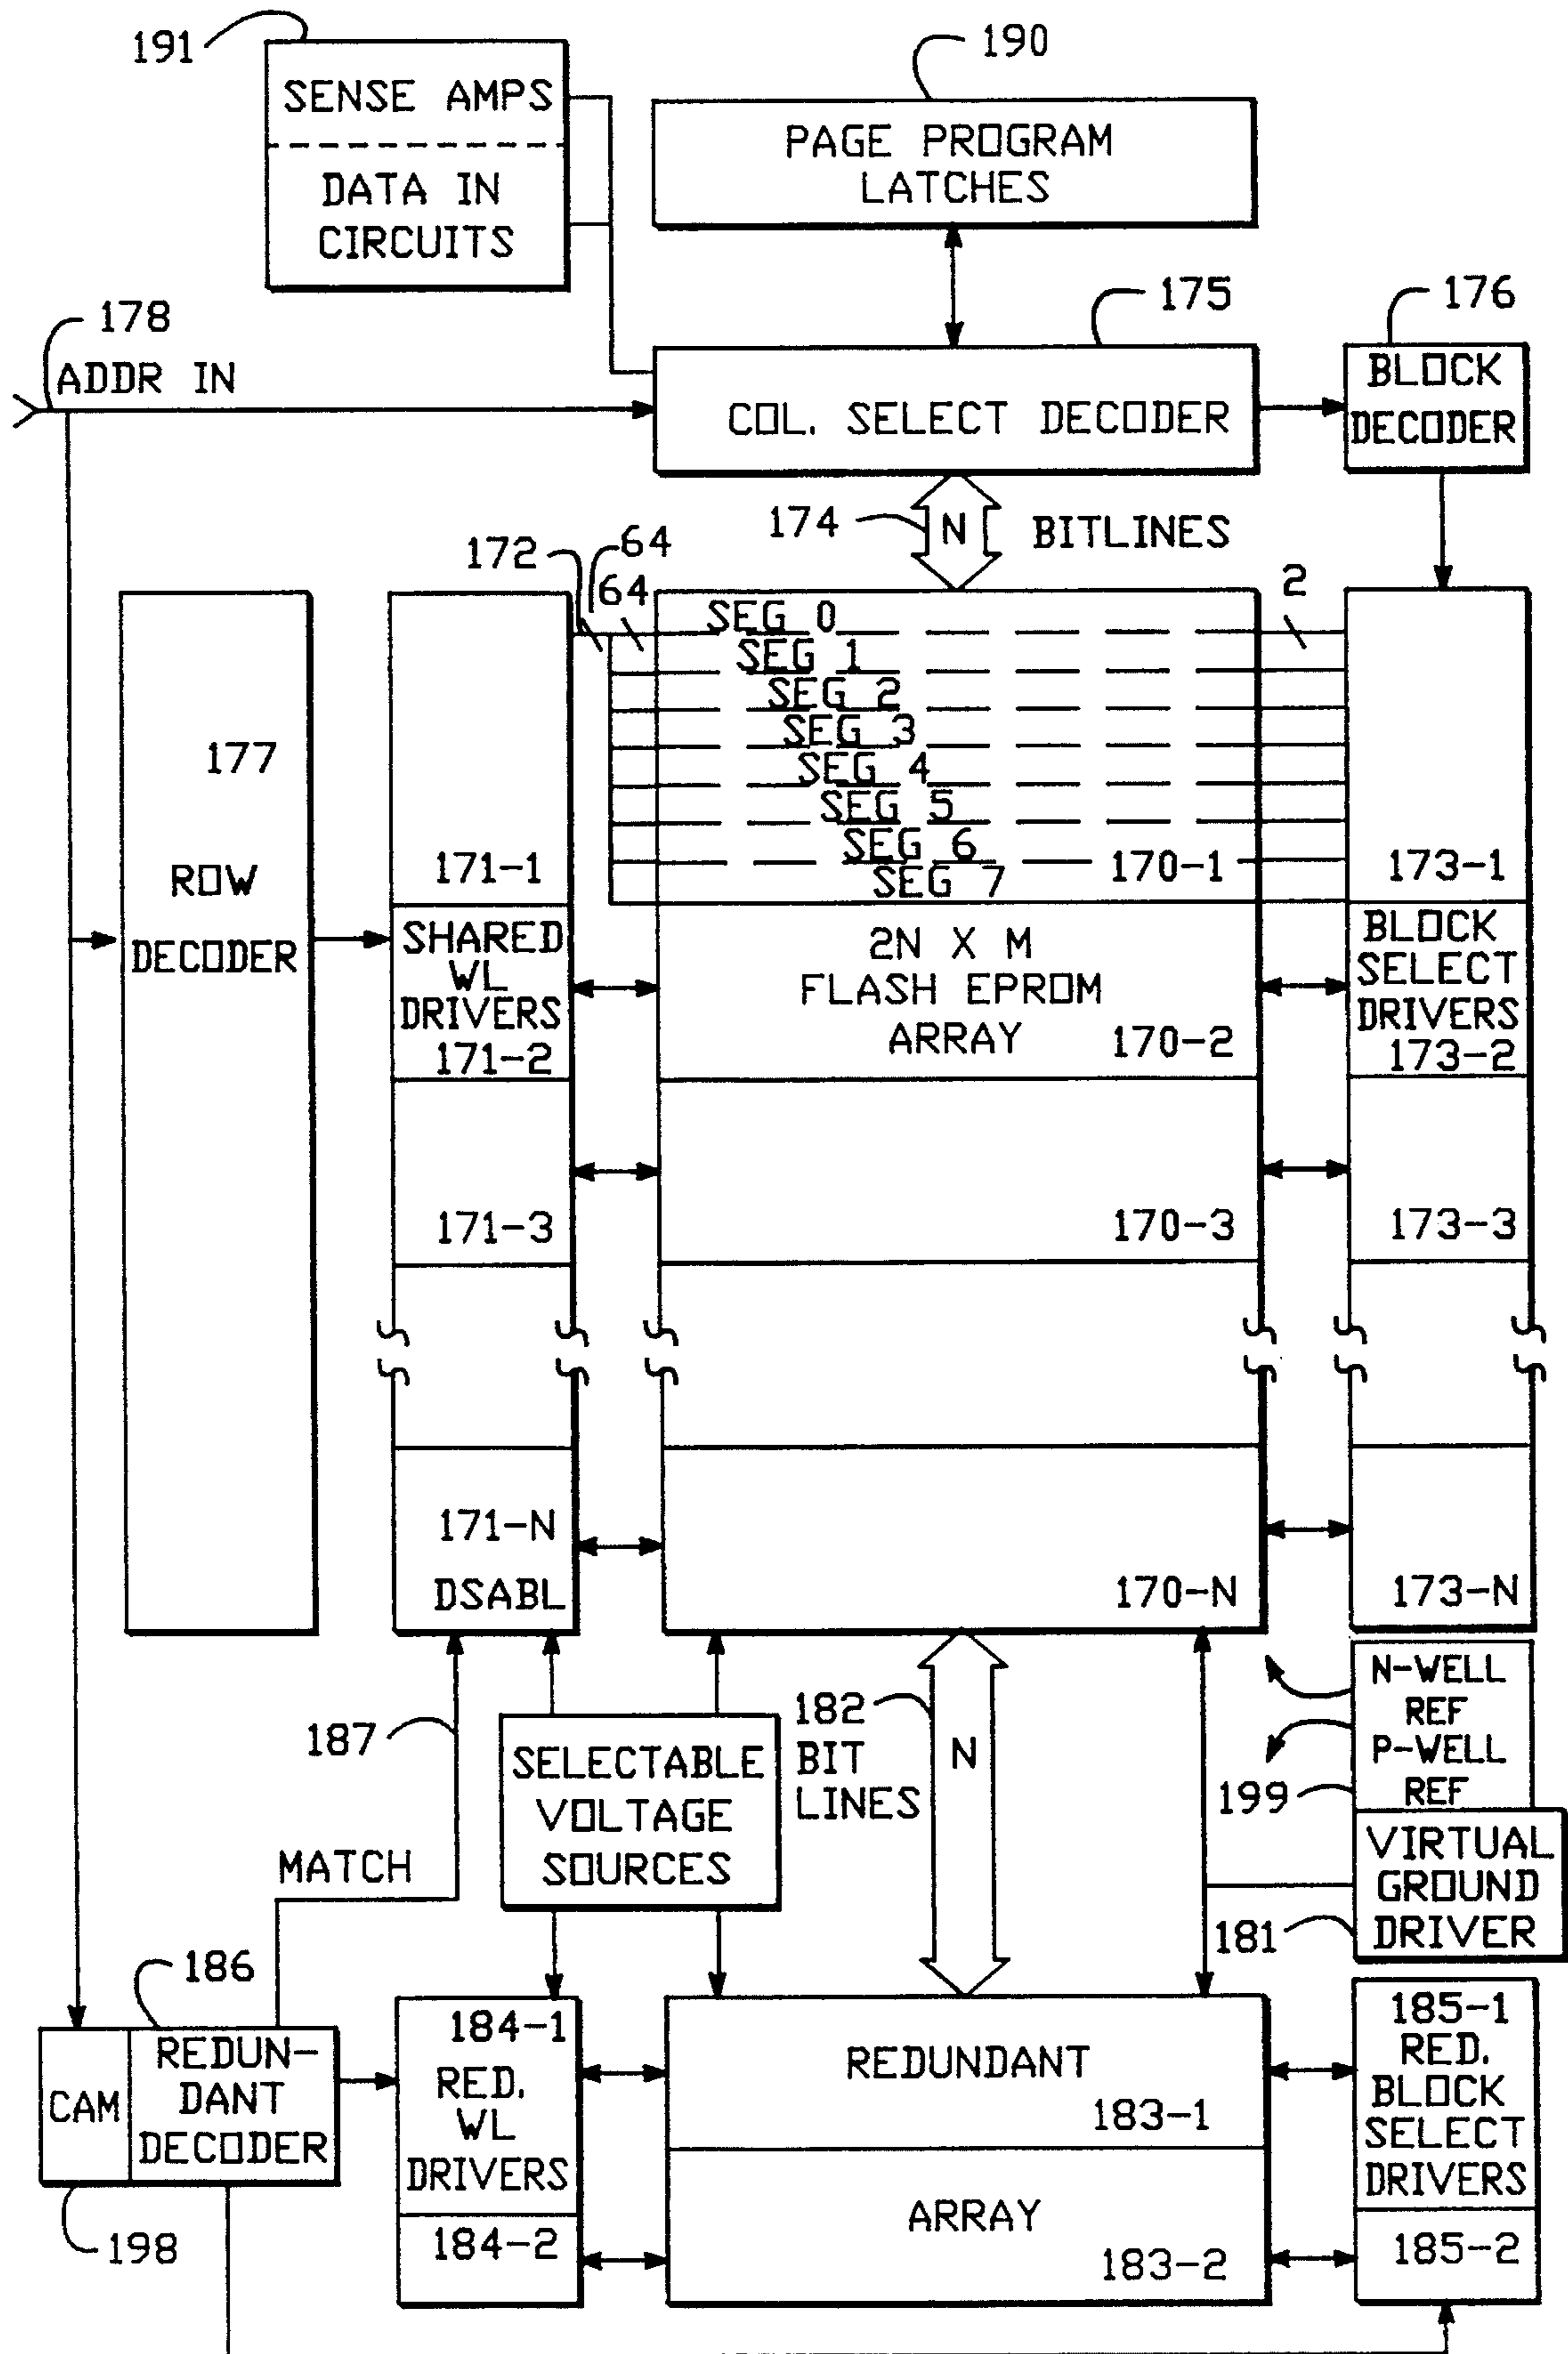 191
SENSE AMPS
DATA IN
CIRCUITS
190
PAGE PROGRAM
LATCHES
178
ADDR IN
175
COL. SELECT DECODER
176
BLOCK
DECODER
174
N
BITLINES
172
64
64
2
177
ROW
DECODER
171-1
SHARED
WL
DRIVERS
171-2
171-3
171-N
DSABL
SEG 0
SEG 1
SEG 2
SEG 3
SEG 4
SEG 5
SEG 6
SEG 7
170-1
2N X M
FLASH EPROM
ARRAY
170-2
170-3
170-N
173-1
BLOCK
SELECT
DRIVERS
173-2
173-3
173-N
187
MATCH
SELECTABLE
VOLTAGE
SOURCES
182
BIT
LINES
N
N-WELL
REF
P-WELL
REF
199
VIRTUAL
GROUND
DRIVER
181
186
CAM
REDUN-
DANT
DECODER
198
184-1
RED.
WL
DRIVERS
184-2
REDUNDANT
183-1
ARRAY
183-2
185-1
RED.
BLOCK
SELECT
DRIVERS
185-2